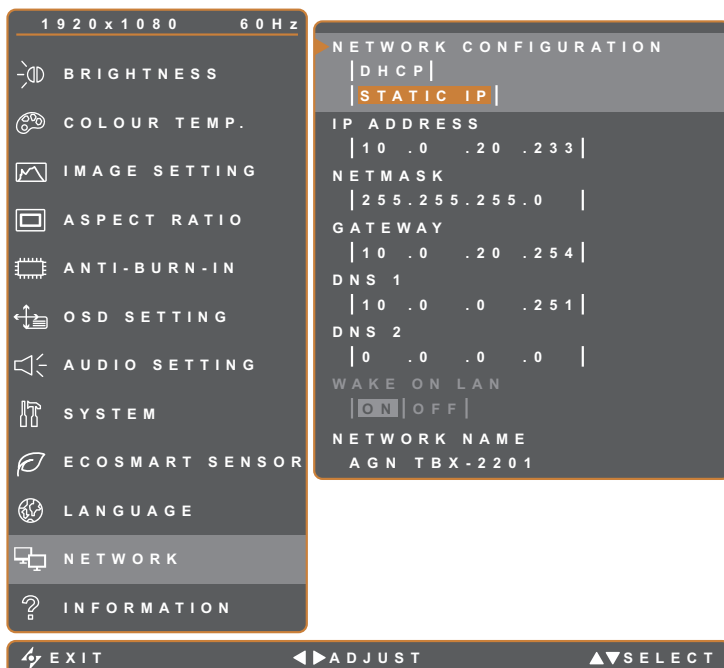 1920x1080 60Hz
BRIGHTNESS
COLOUR TEMP.
IMAGE SETTING
ASPECT RATIO
ANTI-BURN-IN
OSD SETTING
AUDIO SETTING
SYSTEM
ECOSMART SENSOR
LANGUAGE
NETWORK
INFORMATION
NETWORK CONFIGURATION
DHCP
STATIC IP
IP ADDRESS
10 .0 .20 .233
NETMASK
255.255.255.0
GATEWAY
10 .0 .20 .254
DNS 1
10 .0 .0 .251
DNS 2
0 .0 .0 .0
WAKE ON LAN
ON OFF
NETWORK NAME
AGN TBX-2201
EXIT ADJUST SELECT